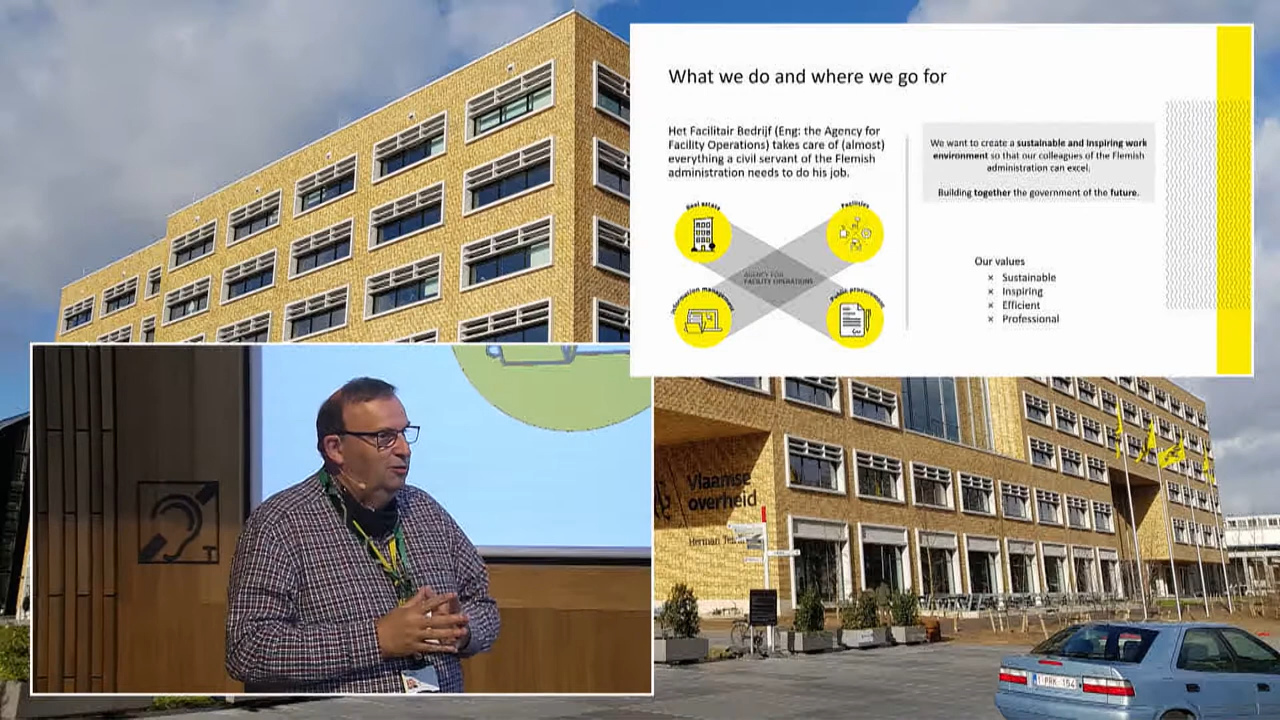 What we do and where we go for
Het Facilitair Bedrijf (Eng: the Agency for
Facility Operations) takes care of (almost)
everything a civil servant of the Flemish
administration needs to do his job.
Real estate
Facilities
AGENCY FOR
FACILITY OPERATIONS
Information management
Public procurement
We want to create a sustainable and inspiring work
environment so that our colleagues of the Flemish
administration can excel.
Building together the government of the future.
Our values
× Sustainable
× Inspiring
× Efficient
× Professional
T
Vlaamse
overheid
Herman
1-PRK-154